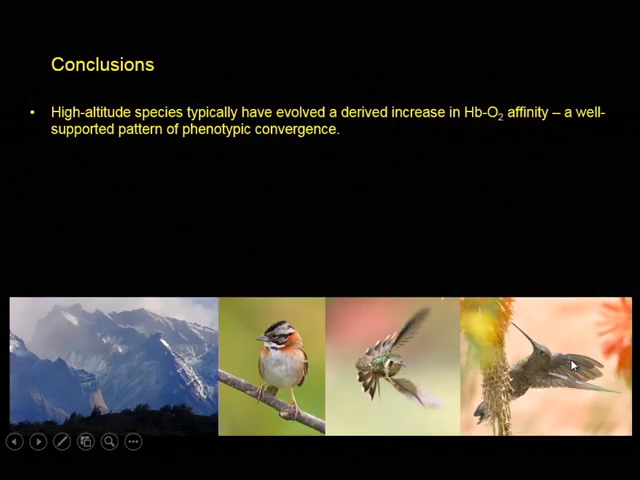 Conclusions
• High-altitude species typically have evolved a derived increase in Hb-O₂ affinity – a well-
supported pattern of phenotypic convergence.